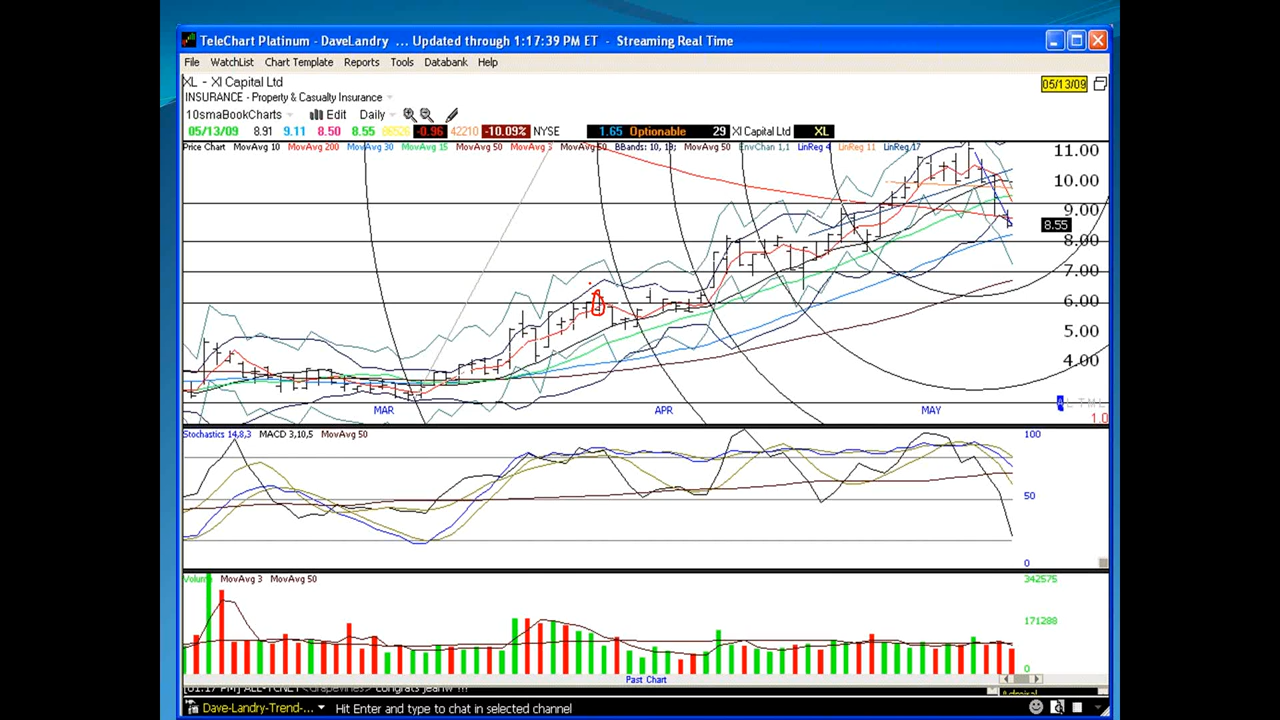 TeleChart Platinum - DaveLandry ... Updated through 1:17:39 PM ET - Streaming Real Time
File WatchList Chart Template Reports Tools Databank Help
XL - Xl Capital Ltd
05/13/09
INSURANCE - Property & Casualty Insurance
10smaBookCharts Edit Daily
05/13/09 8.91 9.11 8.50 8.55 -0.96 42210 -10.09% NYSE 1.65 Optionable 29 Xl Capital Ltd XL
Price Chart MovAvg 10 MovAvg 200 MovAvg 30 MovAvg 15 MovAvg 50 MovAvg 3 MovAvg 50 BBands: 10, 13; MovAvg 50 EnvChan 1,1 LinReg 4 LinReg 11 LinReg 17
11.00
10.00
9.00
8.55
8.00
7.00
6.00
5.00
4.00
MAR APR MAY
L T M L
1.0
Stochastics 14,8,3 MACD 3,10,5 MovAvg 50
100
50
0
Volume MovAvg 3 MovAvg 50
342575
171288
0
Past Chart
Dave-Landry-Trend-... Hit Enter and type to chat in selected channel